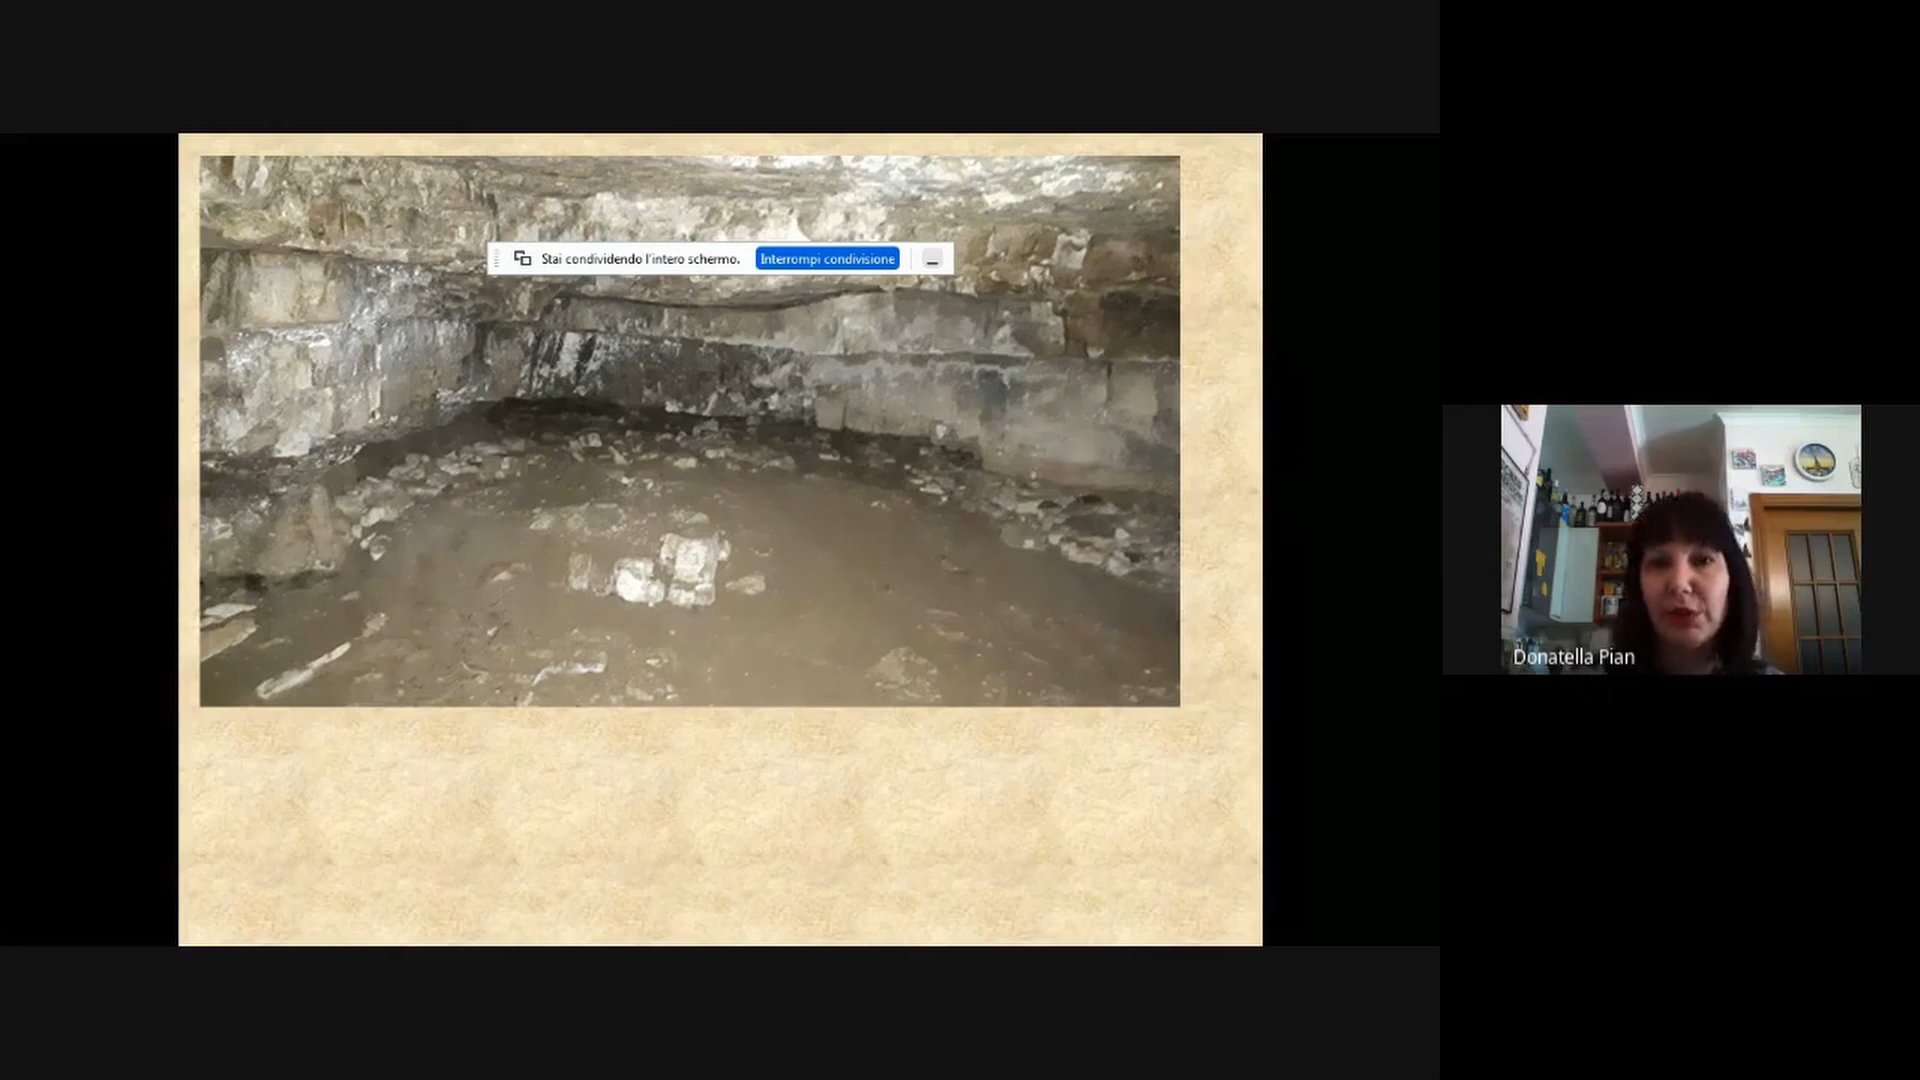 Stai condividendo l'intero schermo. Interrompi condivisione
Donatella Pian